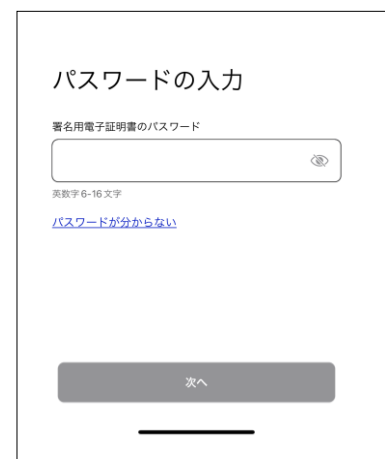 パスワードの入力
署名用電子証明書のパスワード
英数字6-16文字
パスワードが分からない
次へ